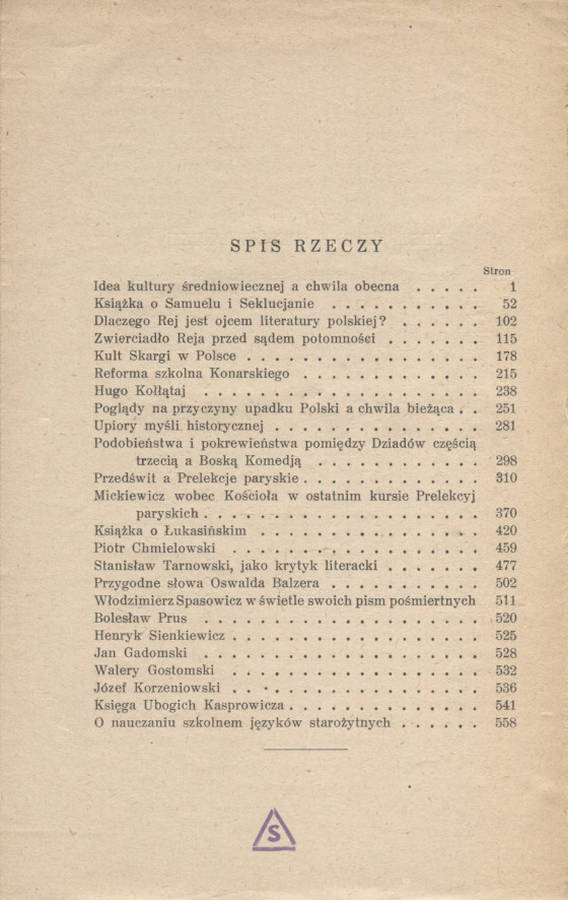 SPIS RZECZY
Stron
Idea kultury średniowiecznej a chwila obecna . . . . . 1
Książka o Samuelu i Seklucjanie . . . . . . . . . . 52
Dlaczego Rej jest ojcem literatury polskiej? . . . . . . 102
Zwierciadło Reja przed sądem potomności . . . . . . . 115
Kult Skargi w Polsce . . . . . . . . . . . . . . . . 178
Reforma szkolna Konarskiego . . . . . . . . . . . . 215
Hugo Kołłątaj . . . . . . . . . . . . . . . . . . . 238
Poglądy na przyczyny upadku Polski a chwila bieżąca . . 251
Upiory myśli historycznej . . . . . . . . . . . . . . 281
Podobieństwa i pokrewieństwa pomiędzy Dziadów częścią
trzecią a Boską Komedją . . . . . . . . . . . 298
Przedświt a Prelekcje paryskie . . . . . . . . . . . . 310
Mickiewicz wobec Kościoła w ostatnim kursie Prelekcyj
paryskich . . . . . . . . . . . . . . . . . . . 370
Książka o Łukasińskim . . . . . . . . . . . . . . . 420
Piotr Chmielowski . . . . . . . . . . . . . . . . . 459
Stanisław Tarnowski, jako krytyk literacki . . . . . . . 477
Przygodne słowa Oswalda Balzera . . . . . . . . . . . 502
Włodzimierz Spasowicz w świetle swoich pism pośmiertnych 511
Bolesław Prus . . . . . . . . . . . . . . . . . . . 520
Henryk Sienkiewicz . . . . . . . . . . . . . . . . . 525
Jan Gadomski . . . . . . . . . . . . . . . . . . . 528
Walery Gostomski . . . . . . . . . . . . . . . . . 532
Józef Korzeniowski . . . . . . . . . . . . . . . . . 536
Księga Ubogich Kasprowicza . . . . . . . . . . . . . 541
O nauczaniu szkolnem języków starożytnych . . . . . . 558
S